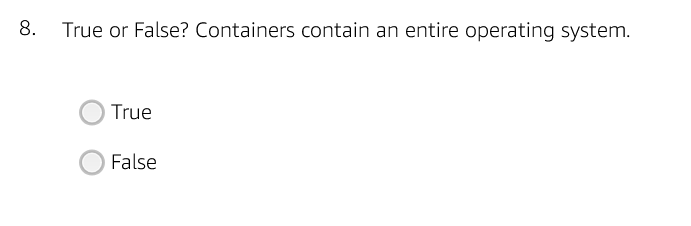 8. True or False? Containers contain an entire operating system.
True
False